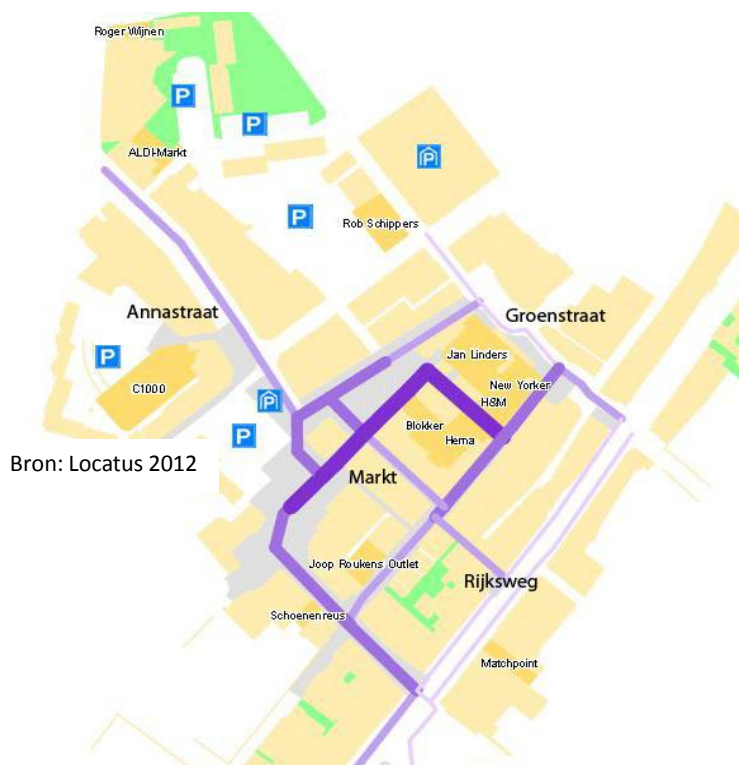 Roger Wijnen
P
P
ALDI-Markt
P
P
Rob Schippers
Annastraat
Groenstraat
P
Jan Linders
C1000
New Yorker
P
H&M
Blokker
P
Hema
Bron: Locatus 2012
Markt
Joop Roukens Outlet
Rijksweg
Schoenenreus
Matchpoint